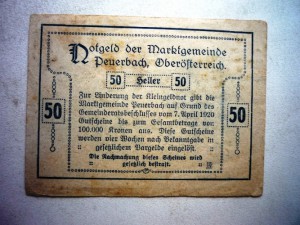 Notgeld der Marktgemeinde
Peuerbach, Oberösterreich.
50 Heller 50
Zur Linderung der Kleingeldnot gibt die
Marktgemeinde Peuerbach auf Grund des
Gemeinderatsbeschlusses vom 7. April 1920
Gutscheine bis zum Gesamtbetrage von
100.000 Kronen aus. Diese Gutscheine
werden vier Wochen nach Bekanntgabe in
gesetzlichem Bargelde eingelöst.
Die Nachmachung dieses Scheines wird
gesetzlich bestraft.
50
50